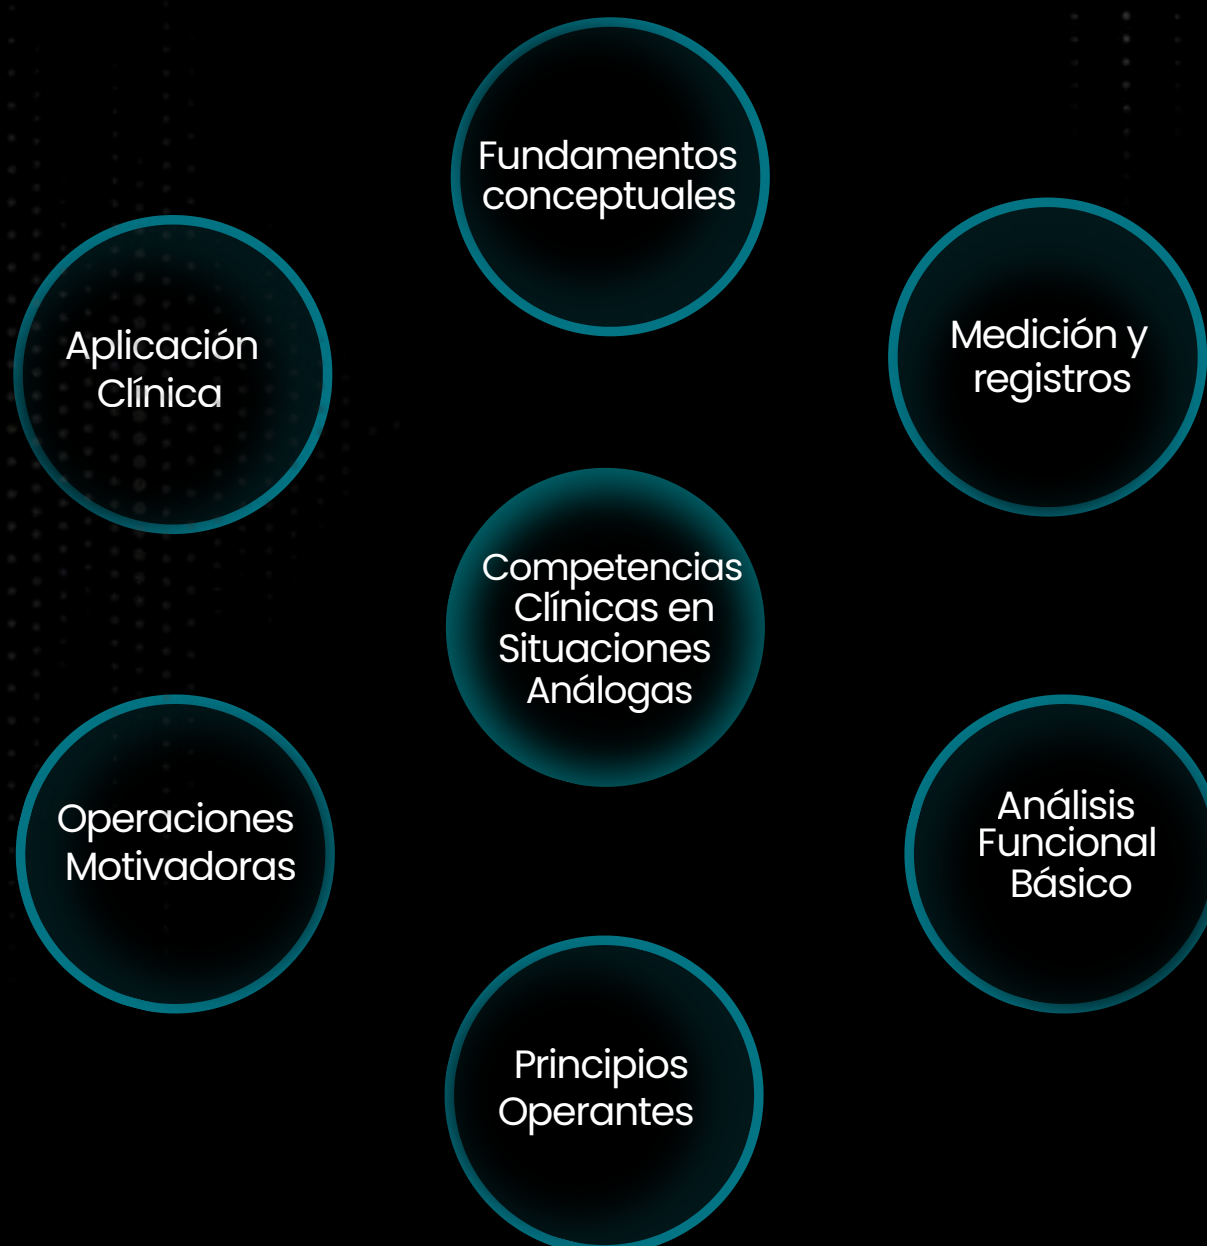 Fundamentos
conceptuales
Medición y
registros
Aplicación
Clínica
Competencias
Clínicas en
Situaciones
Análogas
Operaciones
Motivadoras
Análisis
Funcional
Básico
Principios
Operantes